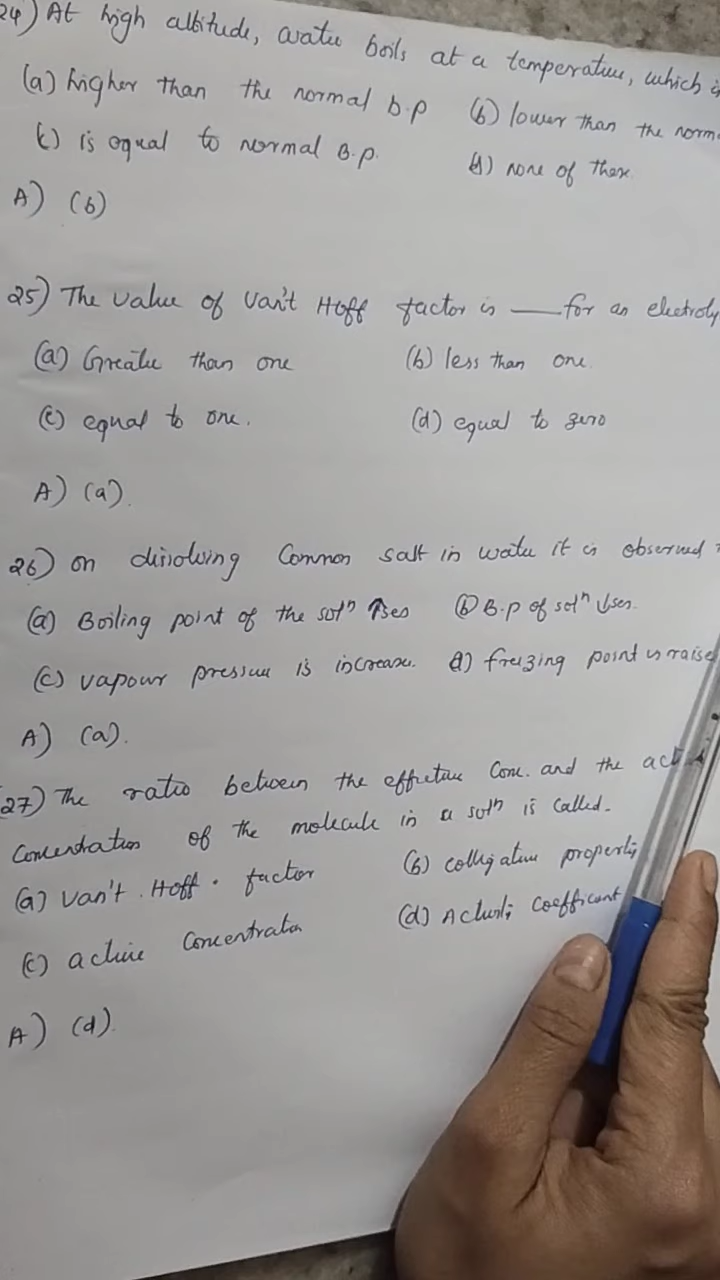 24) At high altitude, water boils at a temperature, which is
(a) higher than the normal b.p (b) lower than the norm
(c) is equal to normal B.p. (d) none of these
A) (b)
25) The value of Van't Hoff factor is ___ for an electroly
(a) Greater than one (b) less than one.
(c) equal to one. (d) equal to zero
A) (a).
26) on dissolving Common salt in water it is observed
(a) Boiling point of the solⁿ ↑ses (b) B.p of solⁿ ↓ses.
(c) vapour pressure is increase. d) freezing point is raise
A) (a).
27) The ratio between the effective Conc. and the act
Concentration of the molecule in a solⁿ is called.
(a) Van't Hoff. factor (b) colligative properti
(c) active Concentration (d) Activity coefficient
A) (d).